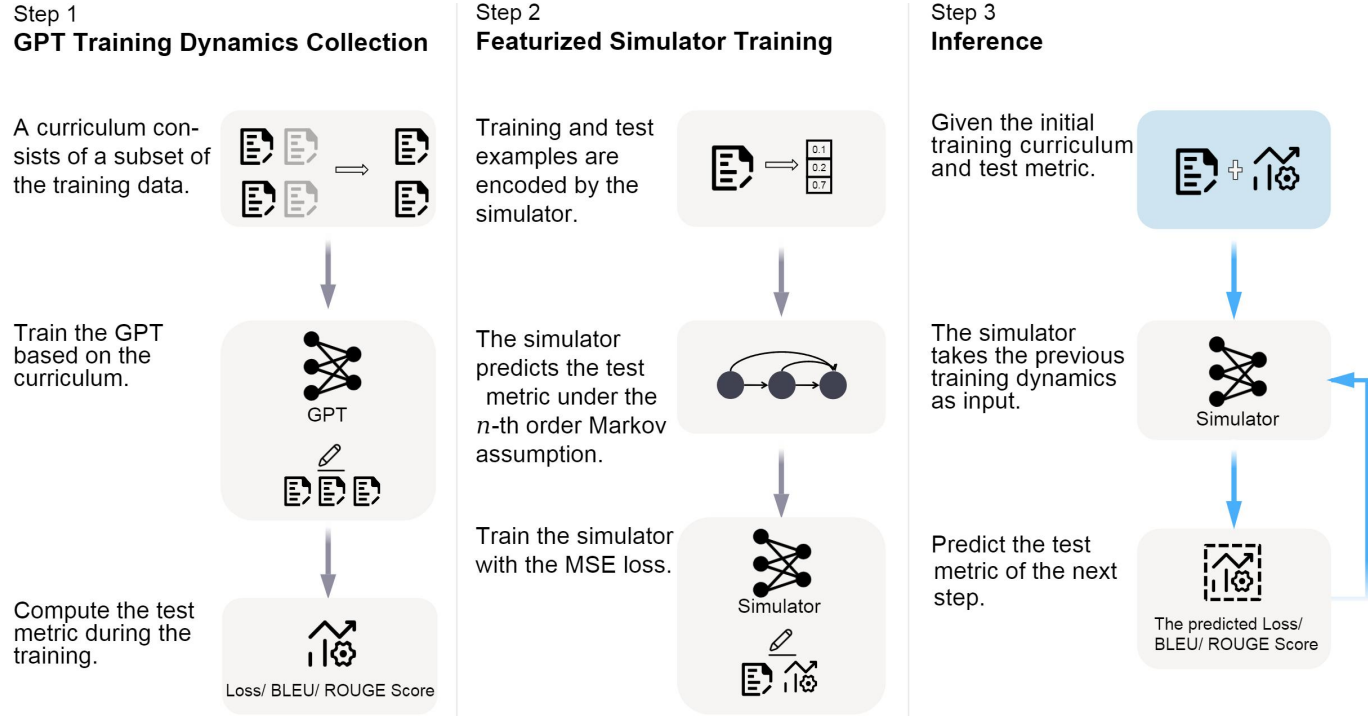 Step 1
GPT Training Dynamics Collection
A curriculum con-
sists of a subset of
the training data.
Train the GPT
based on the
curriculum.
GPT
Compute the test
metric during the
training.
Loss/ BLEU/ ROUGE Score
Step 2
Featurized Simulator Training
Training and test
examples are
encoded by the
simulator.
0.1
0.2
0.7
The simulator
predicts the test
metric under the
n-th order Markov
assumption.
Train the simulator
with the MSE loss.
Simulator
Step 3
Inference
Given the initial
training curriculum
and test metric.
+
The simulator
takes the previous
training dynamics
as input.
Simulator
Predict the test
metric of the next
step.
The predicted Loss/
BLEU/ ROUGE Score